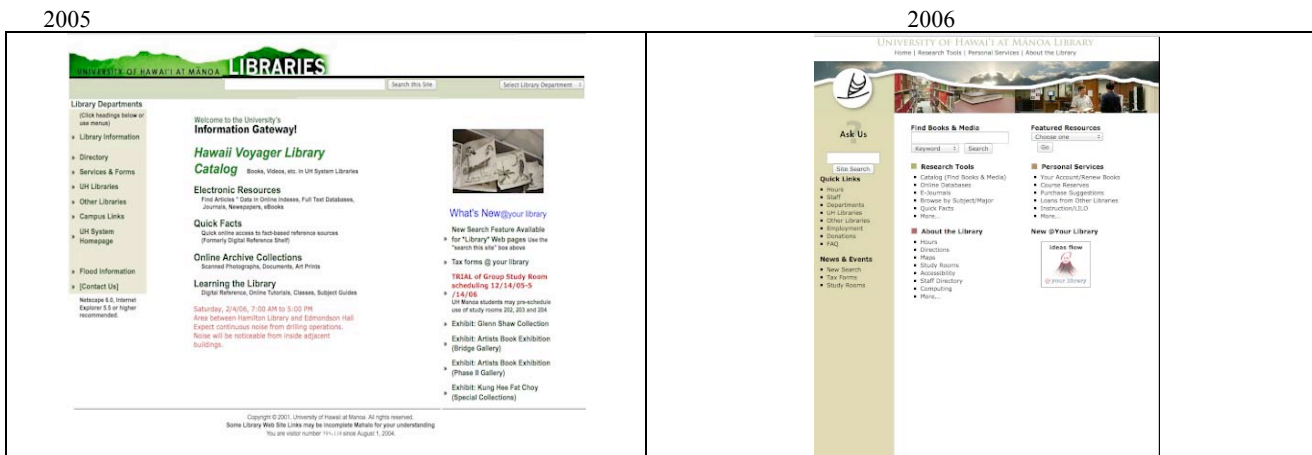 2005
2006
UNIVERSITY OF HAWAI'I AT MĀNOA LIBRARIES
Search this Site
Select Library Department
Library Departments
(Click headings below or
use menus)
» Library Information
» Directory
» Services & Forms
» UH Libraries
» Other Libraries
» Campus Links
» UH System
Homepage
» Flood Information
» [Contact Us]
Netscape 6.0, Internet
Explorer 5.5 or higher
recommended.
Welcome to the University's
Information Gateway!
Hawaii Voyager Library
Catalog Books, Videos, etc. in UH System Libraries
Electronic Resources
Find Articles * Data in Online Indexes, Full Text Databases,
Journals, Newspapers, eBooks
Quick Facts
Quick online access to fact-based reference sources
(Formerly Digital Reference Shelf)
Online Archive Collections
Scanned Photographs, Documents, Art Prints
Learning the Library
Digital Reference, Online Tutorials, Classes, Subject Guides
Saturday, 2/4/06, 7:00 AM to 5:00 PM
Area between Hamilton Library and Edmondson Hall
Expect continuous noise from drilling operations.
Noise will be noticeable from inside adjacent
buildings.
What's New@your library
New Search Feature Available
» for "Library" Web pages Use the
"search this site" box above
» Tax forms @ your library
TRIAL of Group Study Room
scheduling 12/14/05-5
» /14/06
UH Manoa students may pre-schedule
use of study rooms 202, 203 and 204
» Exhibit: Glenn Shaw Collection
» Exhibit: Artists Book Exhibition
(Bridge Gallery)
» Exhibit: Artists Book Exhibition
(Phase II Gallery)
» Exhibit: Kung Hee Fat Choy
(Special Collections)
Copyright © 2001, University of Hawaii at Manoa. All rights reserved.
Some Library Web Site Links may be incomplete Mahalo for your understanding
You are visitor number since August 1, 2004.
UNIVERSITY OF HAWAI'I AT MĀNOA LIBRARY
Home | Research Tools | Personal Services | About the Library
?
Ask Us
Site Search
Quick Links
• Hours
• Staff
• Departments
• UH Libraries
• Other Libraries
• Employment
• Donations
• FAQ
News & Events
• New Search
• Tax Forms
• Study Rooms
Find Books & Media
Keyword Search
Research Tools
• Catalog (Find Books & Media)
• Online Databases
• E-Journals
• Browse by Subject/Major
• Quick Facts
• More...
About the Library
• Hours
• Directions
• Maps
• Study Rooms
• Accessibility
• Staff Directory
• Computing
• More...
Featured Resources
Choose one
Go
Personal Services
• Your Account/Renew Books
• Course Reserves
• Purchase Suggestions
• Loans from Other Libraries
• Instruction/LILO
• More...
New @Your Library
ideas flow
@ your library